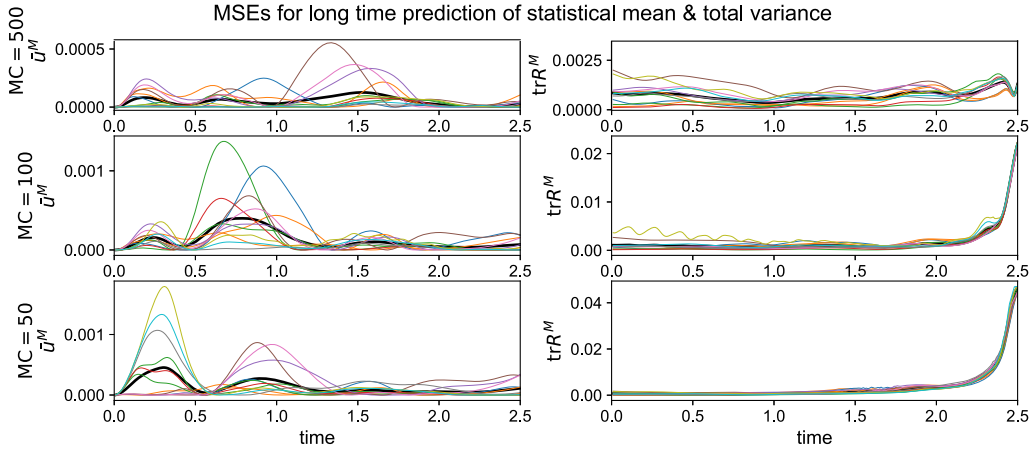 MSEs for long time prediction of statistical mean & total variance
MC = 500
ūᴹ
0.0005
0.0000
0.0 0.5 1.0 1.5 2.0 2.5
trRᴹ
0.0025
0.0000
0.0 0.5 1.0 1.5 2.0 2.5
MC = 100
ūᴹ
0.001
0.000
0.0 0.5 1.0 1.5 2.0 2.5
trRᴹ
0.02
0.01
0.00
0.0 0.5 1.0 1.5 2.0 2.5
MC = 50
ūᴹ
0.001
0.000
0.0 0.5 1.0 1.5 2.0 2.5
time
trRᴹ
0.04
0.02
0.00
0.0 0.5 1.0 1.5 2.0 2.5
time